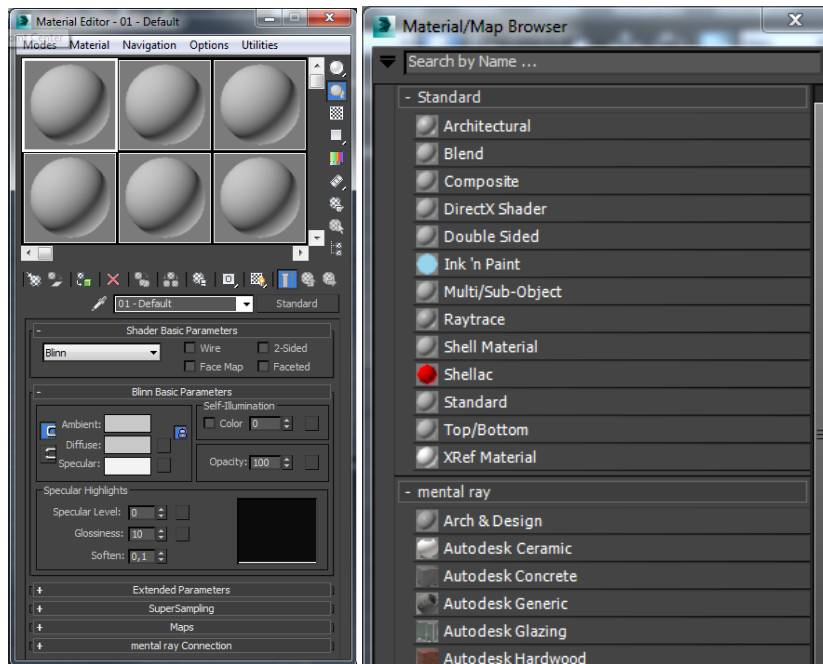 Material Editor - 01 - Default
Modes Material Navigation Options Utilities
01 - Default Standard
- Shader Basic Parameters
Blinn Wire 2-Sided
Face Map Faceted
- Blinn Basic Parameters
Self-Illumination
Ambient: Color 0
Diffuse:
Specular: Opacity: 100
Specular Highlights
Specular Level: 0
Glossiness: 10
Soften: 0,1
+ Extended Parameters
+ SuperSampling
+ Maps
+ mental ray Connection
Material/Map Browser
Search by Name ...
- Standard
Architectural
Blend
Composite
DirectX Shader
Double Sided
Ink 'n Paint
Multi/Sub-Object
Raytrace
Shell Material
Shellac
Standard
Top/Bottom
XRef Material
- mental ray
Arch & Design
Autodesk Ceramic
Autodesk Concrete
Autodesk Generic
Autodesk Glazing
Autodesk Hardwood